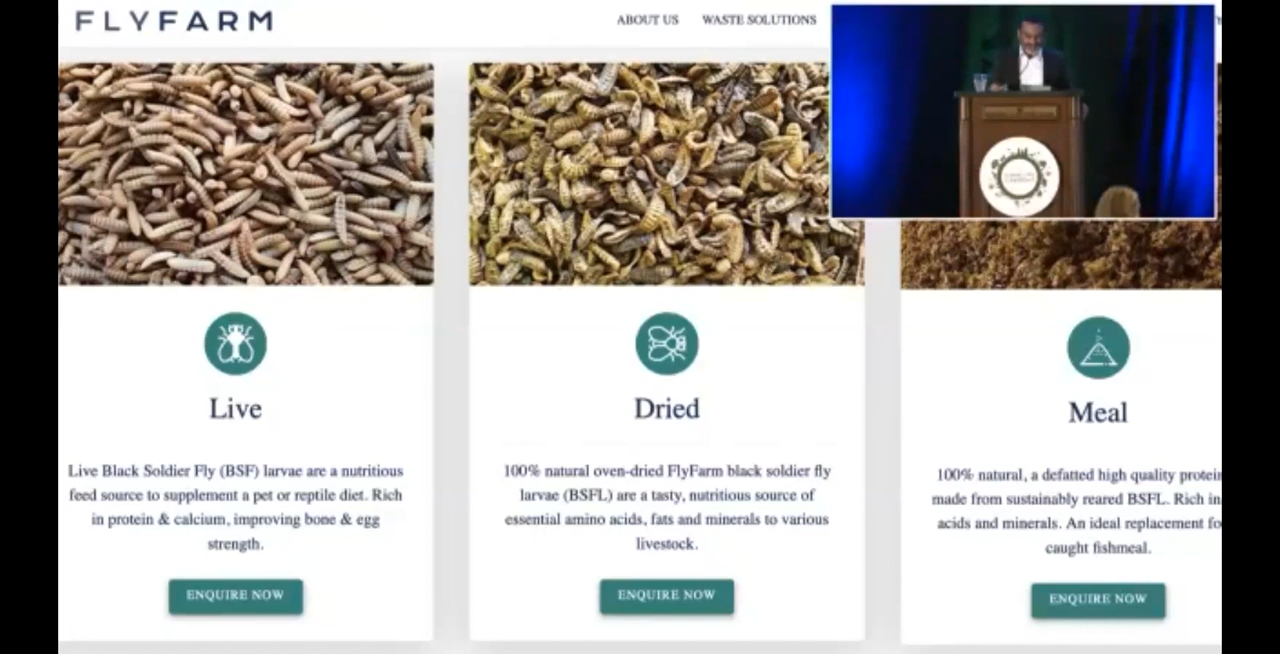 FLYFARM
ABOUT US
WASTE SOLUTIONS
Live
Live Black Soldier Fly (BSF) larvae are a nutritious
feed source to supplement a pet or reptile diet. Rich
in protein & calcium, improving bone & egg
strength.
ENQUIRE NOW
Dried
100% natural oven-dried FlyFarm black soldier fly
larvae (BSFL) are a tasty, nutritious source of
essential amino acids, fats and minerals to various
livestock.
ENQUIRE NOW
Meal
100% natural, a defatted high quality protein
made from sustainably reared BSFL. Rich in
acids and minerals. An ideal replacement fo
caught fishmeal.
ENQUIRE NOW